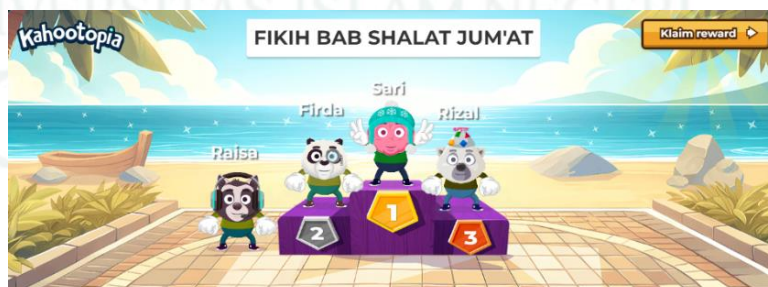 Kahootopia
FIKIH BAB SHALAT JUM'AT
Klaim reward
Sari
Firda
Rizal
Raisa
1
2
3